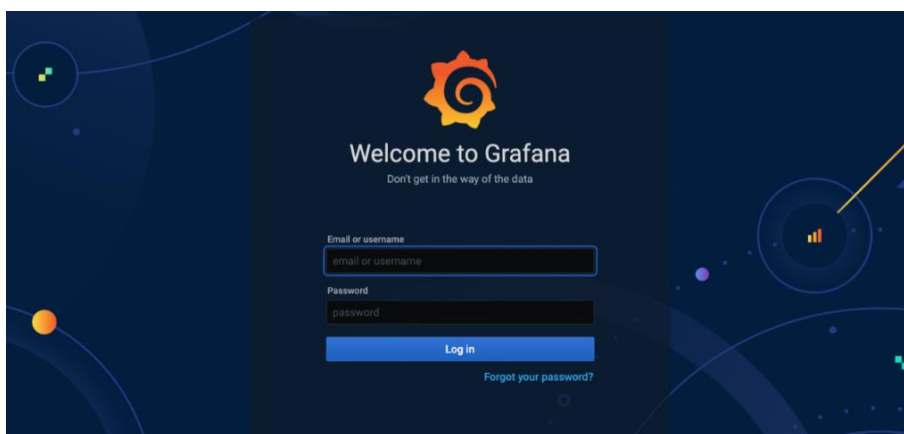 Welcome to Grafana
Don't get in the way of the data
Email or username
email or username
Password
password
Log in
Forgot your password?